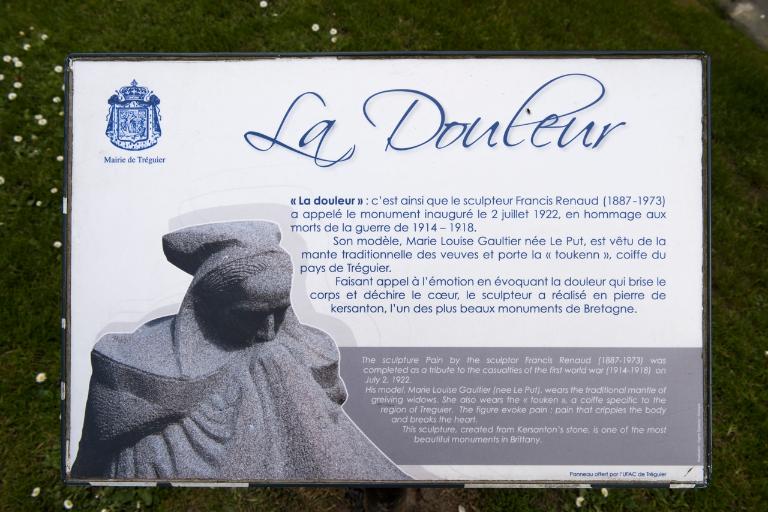 La Douleur
Mairie de Tréguier
« La douleur » : c'est ainsi que le sculpteur Francis Renaud (1887-1973)
a appelé le monument inauguré le 2 juillet 1922, en hommage aux
morts de la guerre de 1914 – 1918.
Son modèle, Marie Louise Gaultier née Le Put, est vêtu de la
mante traditionnelle des veuves et porte la « toukenn », coiffe du
pays de Tréguier.
Faisant appel à l'émotion en évoquant la douleur qui brise le
corps et déchire le cœur, le sculpteur a réalisé en pierre de
kersanton, l'un des plus beaux monuments de Bretagne.
The sculpture Pain by the sculptor Francis Renaud (1887-1973) was
completed as a tribute to the casualties of the first world war (1914-1918) on
July 2, 1922.
His model, Marie Louise Gaultier (nee Le Put), wears the traditional mantle of
greiving widows. She also wears the « touken », a coiffe specific to the
region of Treguier. The figure evoke pain : pain that cripples the body
and breaks the heart.
This sculpture, created from Kersanton's stone, is one of the most
beautiful monuments in Brittany.
Panneau offert par l'UFAC de Tréguier